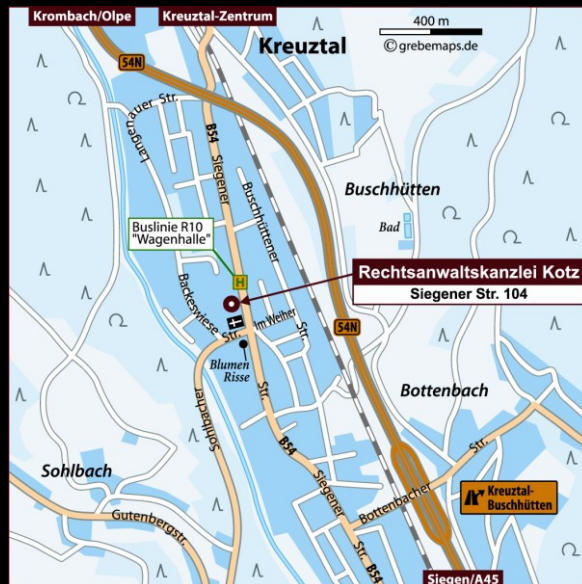 Krombach/Olpe
Kreuztal-Zentrum
400 m
Kreuztal
© grebemaps.de
54N
Langenauer Str.
B54
Siegener
Buschhütten
Buschhüttener
Bad
Buslinie R10
"Wagenhalle"
H
Rechtsanwaltskanzlei Kotz
Siegener Str. 104
Backeswiese
Im Weiher
Str.
54N
Str.
Blumen
Risse
Sohlbacher
Str.
Bottenbach
B54
Str.
Sohlbach
Siegener
Bottenbacher
Kreuztal-
Buschhütten
Gutenbergstr.
Str.
B54
Siegen/A45